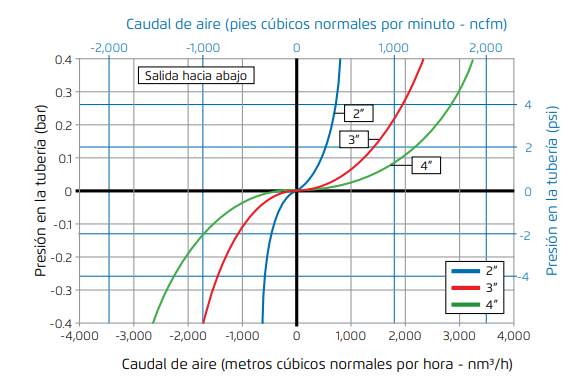 Caudal de aire (pies cúbicos normales por minuto - ncfm)
-2,000 -1,000 0 1,000 2,000
0.4
0.3
0.2
0.1
0
-0.1
-0.2
-0.3
-0.4
Presión en la tubería (bar)
Salida hacia abajo
2”
3”
4”
4
2
0
-2
-4
Presión en la tubería (psi)
2”
3”
4”
-4,000 -3,000 -2,000 -1,000 0 1,000 2,000 3,000 4,000
Caudal de aire (metros cúbicos normales por hora - nm³/h)